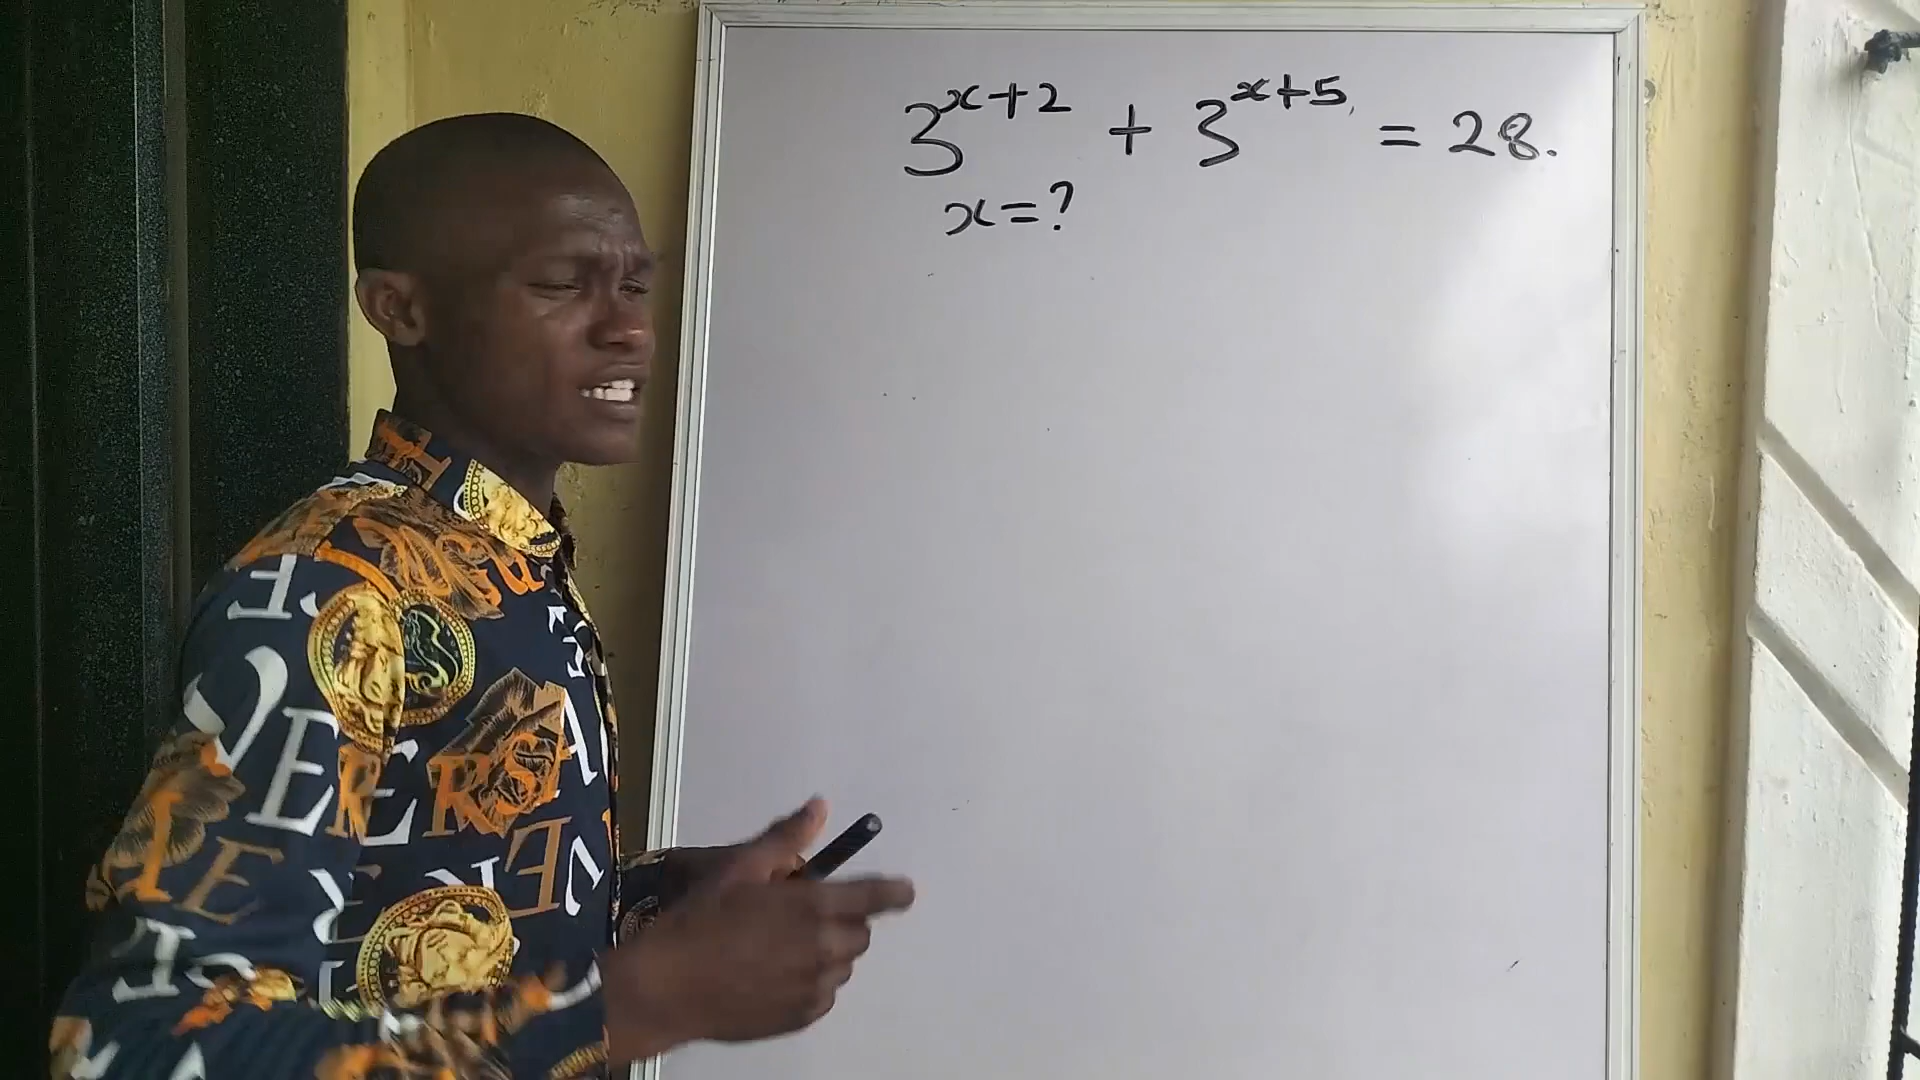 3^{x+2} + 3^{x+5} = 28.
x = ?